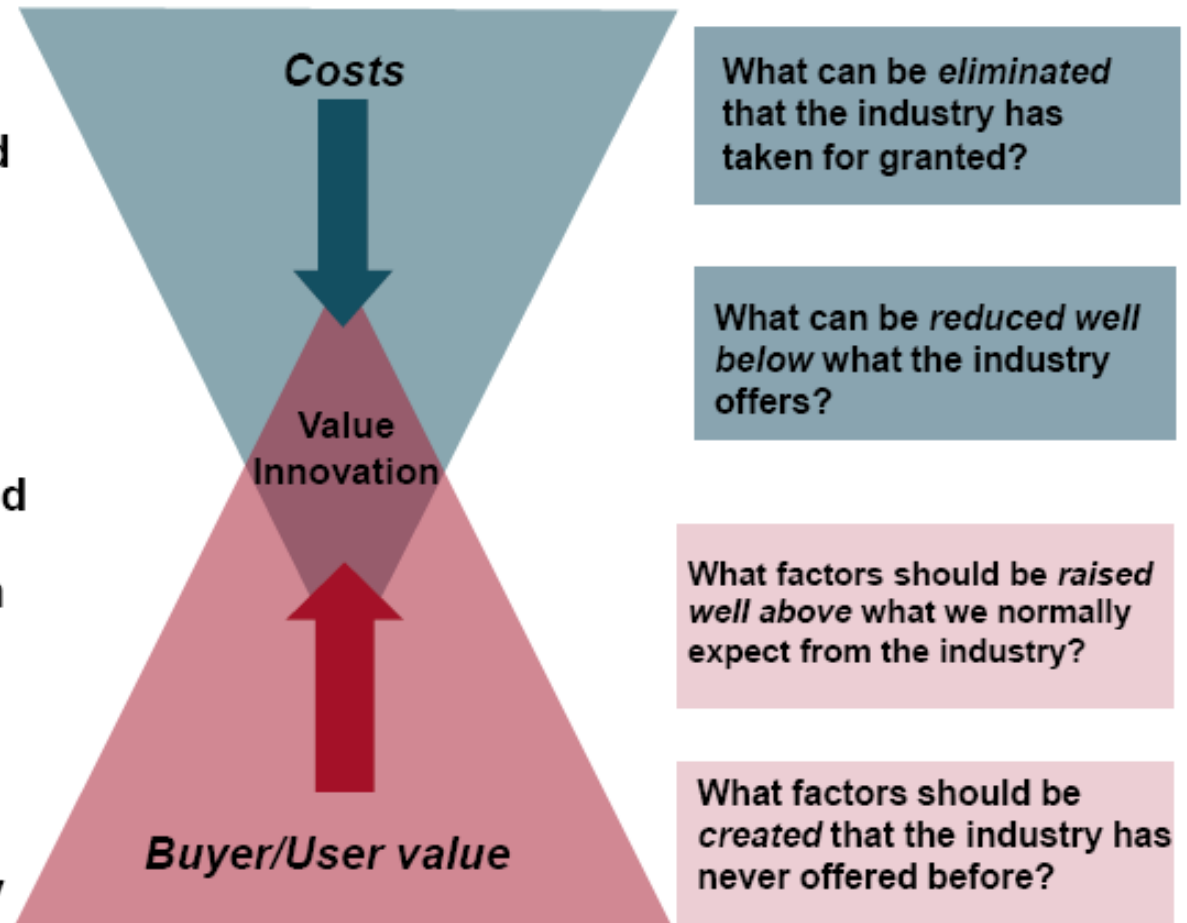 Costs
What can be eliminated
that the industry has
taken for granted?
What can be reduced well
below what the industry
offers?
Value
Innovation
What factors should be raised
well above what we normally
expect from the industry?
Buyer/User value
What factors should be
created that the industry has
never offered before?